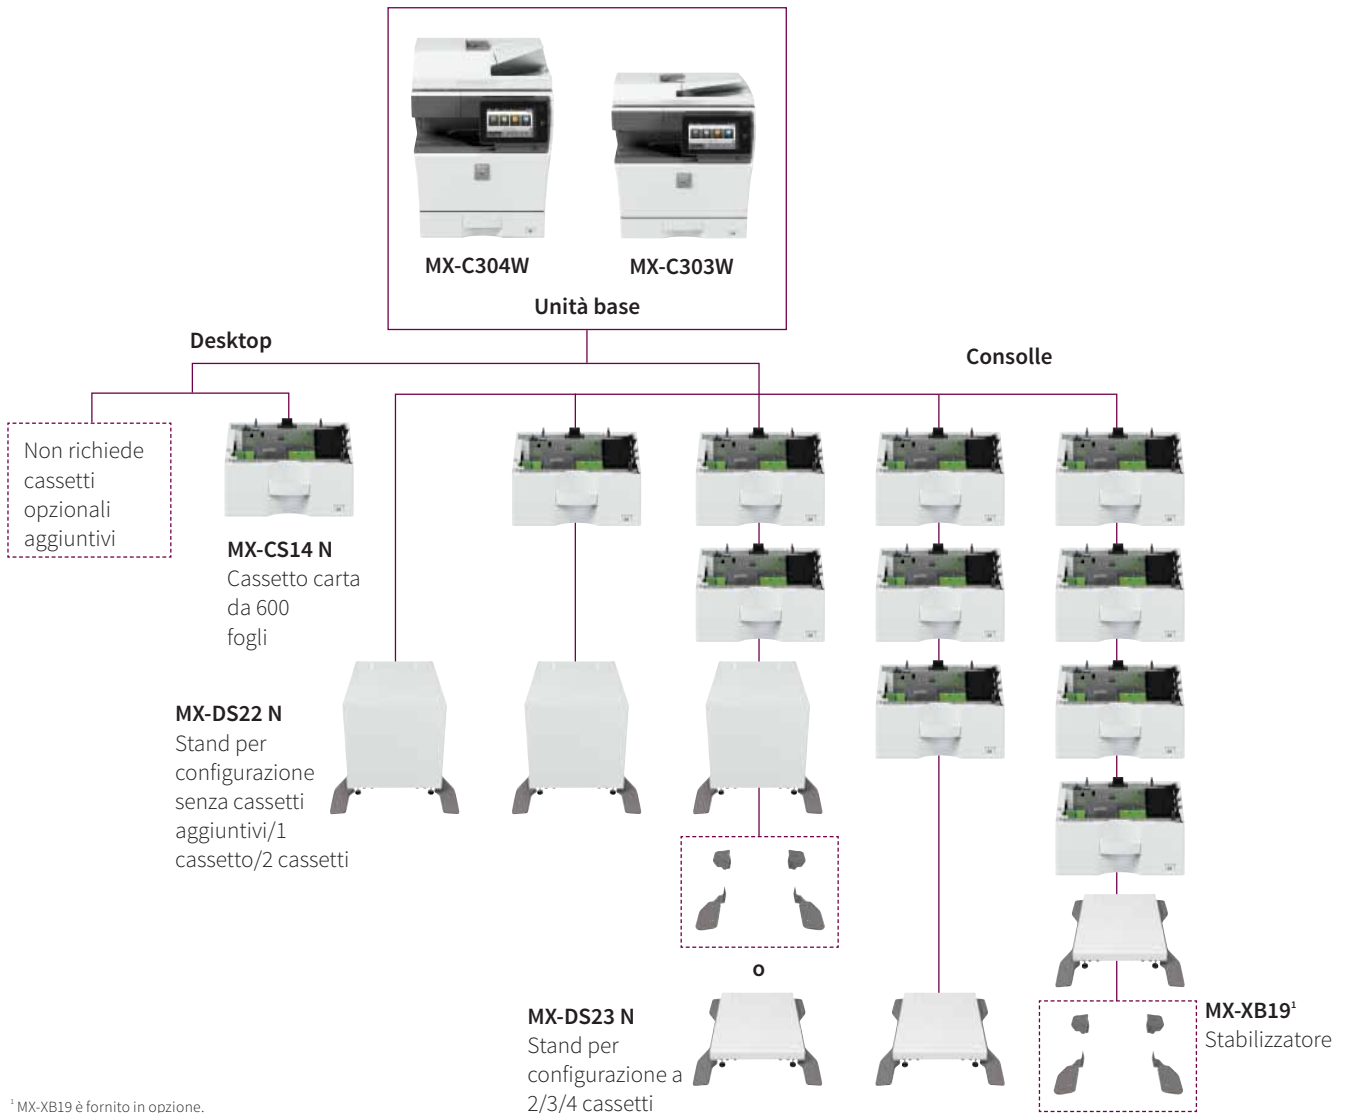 MX-C304W
MX-C303W
Unità base
Desktop
Consolle
Non richiede
cassetti
opzionali
aggiuntivi
MX-CS14 N
Cassetto carta
da 600
fogli
MX-DS22 N
Stand per
configurazione
senza cassetti
aggiuntivi/1
cassetto/2 cassetti
o
MX-DS23 N
Stand per
configurazione a
2/3/4 cassetti
MX-XB19¹
Stabilizzatore
¹ MX-XB19 è fornito in opzione.